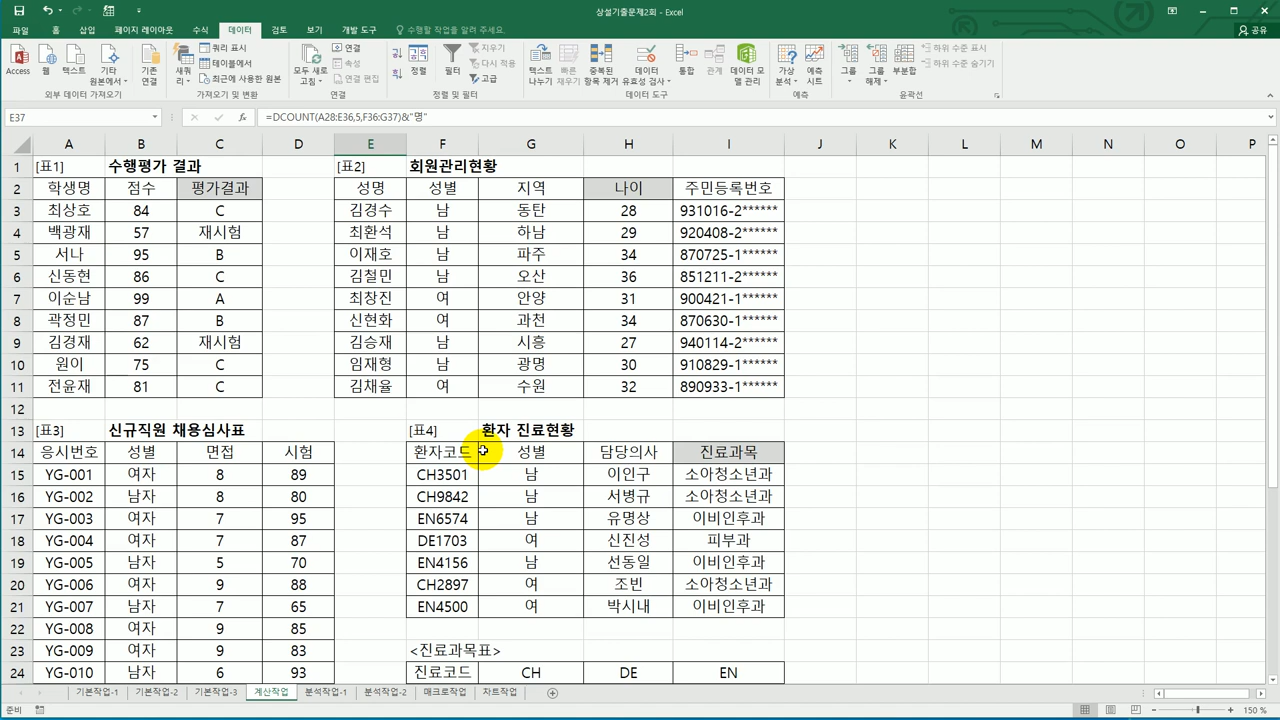 상설기출문제2회 - Excel
파일 홈 삽입 페이지 레이아웃 수식 데이터 검토 보기 개발 도구 수행할 작업을 알려 주세요. 공유
Access 웹 텍스트 기타 원본에서 기존 연결 새 쿼리 쿼리 표시 테이블에서 최근에 사용한 원본 모두 새로 고침 연결 속성 연결 편집 정렬 필터 지우기 다시 적용 고급 텍스트 나누기 빠른 채우기 중복된 항목 제거 데이터 유효성 검사 통합 관계 데이터 모델 관리 가상 분석 예측 시트 그룹 그룹 해제 부분합 하위 수준 표시 하위 수준 숨기기
외부 데이터 가져오기 가져오기 및 변환 연결 정렬 및 필터 데이터 도구 예측 윤곽선
E37 fx =DCOUNT(A28:E36,5,F36:G37)&"명"
A B C D E F G H I J K L M N O P
1 [표1] 수행평가 결과 [표2] 회원관리현황
2 학생명 점수 평가결과 성명 성별 지역 나이 주민등록번호
3 최상호 84 C 김경수 남 동탄 28 931016-2******
4 백광재 57 재시험 최환석 남 하남 29 920408-2******
5 서나 95 B 이재호 남 파주 34 870725-1******
6 신동현 86 C 김철민 남 오산 36 851211-2******
7 이순남 99 A 최창진 여 안양 31 900421-1******
8 곽정민 87 B 신현화 여 과천 34 870630-1******
9 김경재 62 재시험 김승재 남 시흥 27 940114-2******
10 원이 75 C 임재형 남 광명 30 910829-1******
11 전윤재 81 C 김채율 여 수원 32 890933-1******
12
13 [표3] 신규직원 채용심사표 [표4] 환자 진료현황
14 응시번호 성별 면접 시험 환자코드 성별 담당의사 진료과목
15 YG-001 여자 8 89 CH3501 남 이인구 소아청소년과
16 YG-002 남자 8 80 CH9842 남 서병규 소아청소년과
17 YG-003 여자 7 95 EN6574 남 유명상 이비인후과
18 YG-004 여자 7 87 DE1703 여 신진성 피부과
19 YG-005 남자 5 70 EN4156 남 선동일 이비인후과
20 YG-006 여자 9 88 CH2897 여 조빈 소아청소년과
21 YG-007 남자 7 65 EN4500 여 박시내 이비인후과
22 YG-008 여자 9 85
23 YG-009 여자 9 83 <진료과목표>
24 YG-010 남자 6 93 진료코드 CH DE EN
기본작업-1 기본작업-2 기본작업-3 계산작업 분석작업-1 분석작업-2 매크로작업 차트작업
준비 150 %